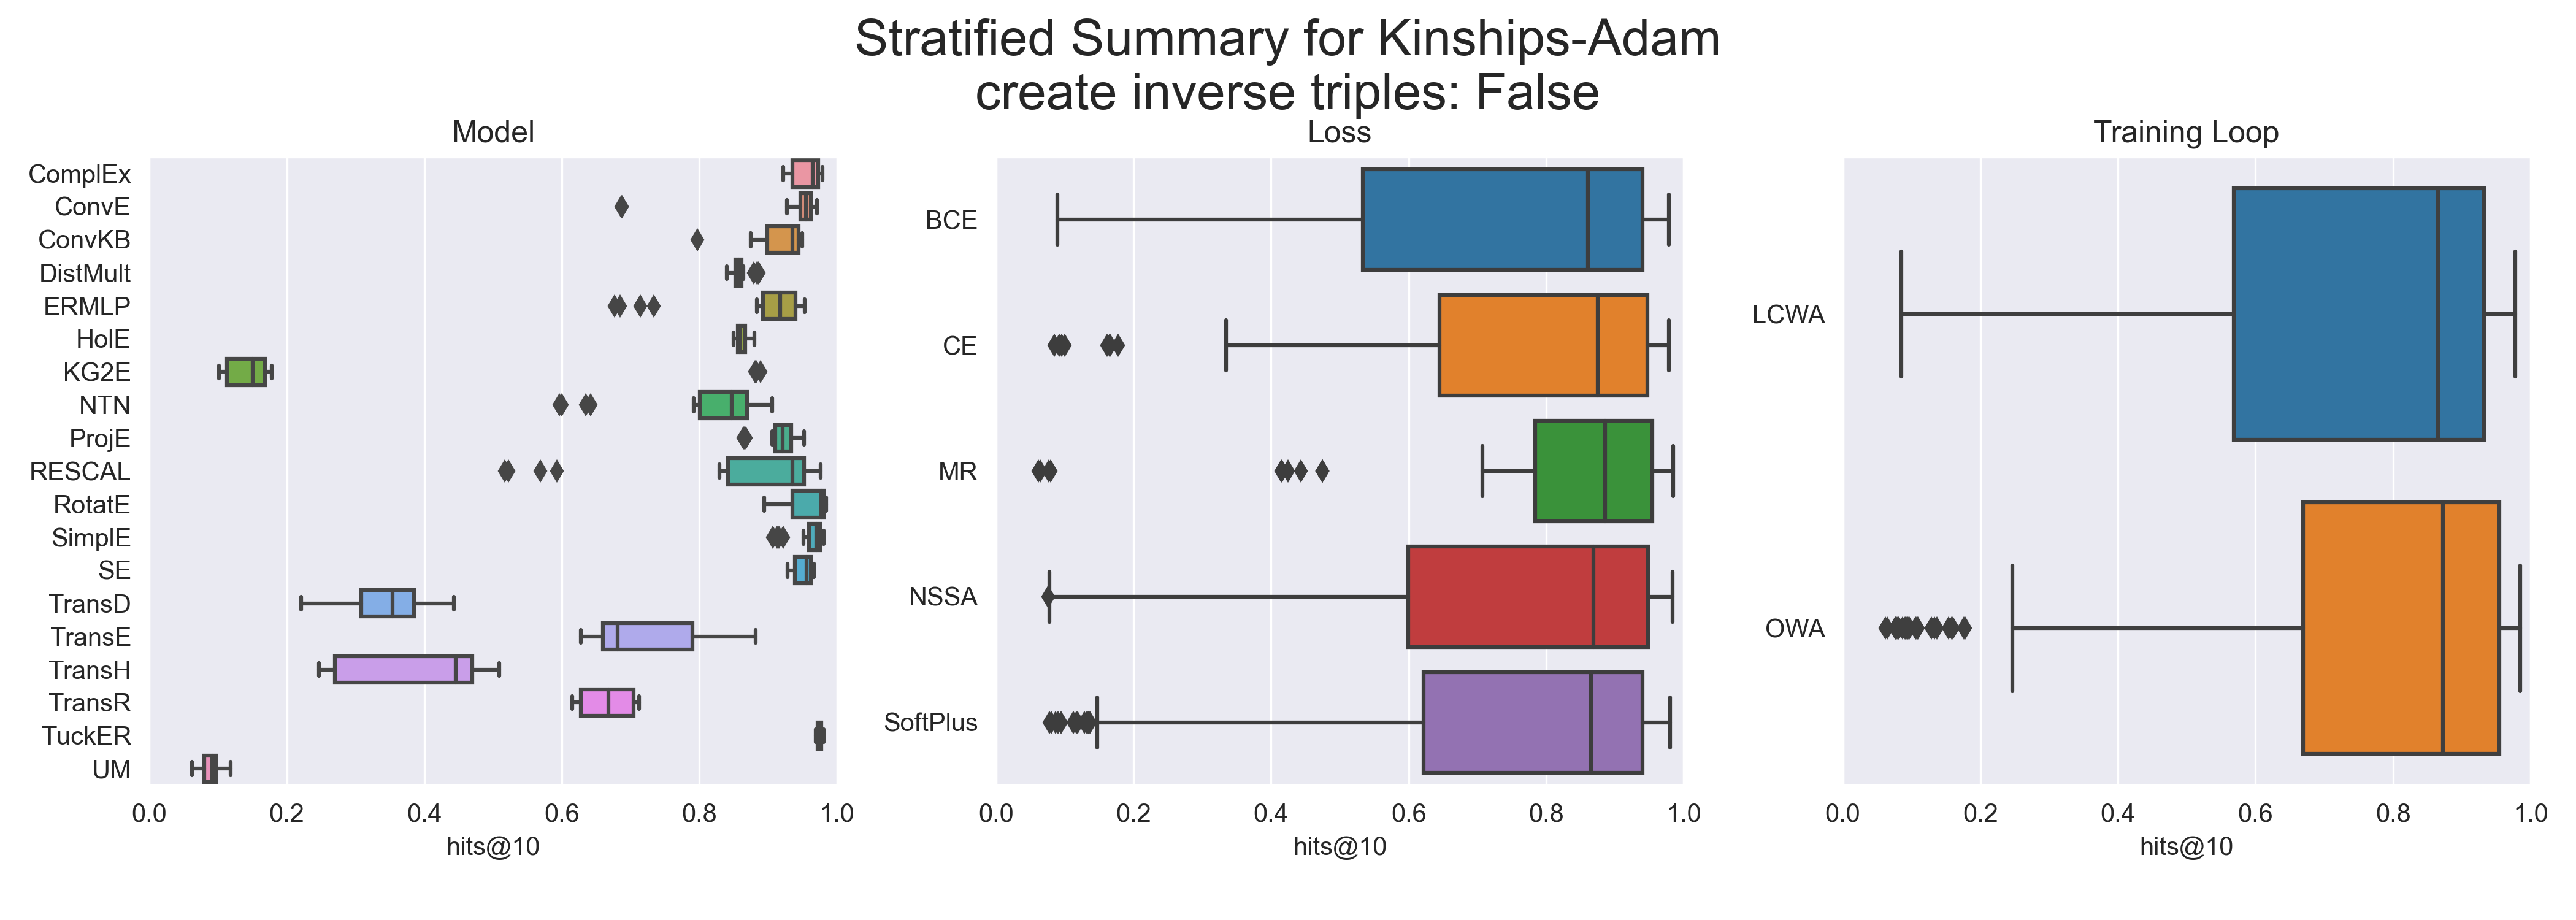 Stratified Summary for Kinships-Adam
create inverse triples: False
Model
ComplEx
ConvE
ConvKB
DistMult
ERMLP
HolE
KG2E
NTN
ProjE
RESCAL
RotatE
SimplE
SE
TransD
TransE
TransH
TransR
TuckER
UM
0.0 0.2 0.4 0.6 0.8 1.0
hits@10
Loss
BCE
CE
MR
NSSA
SoftPlus
0.0 0.2 0.4 0.6 0.8 1.0
hits@10
Training Loop
LCWA
OWA
0.0 0.2 0.4 0.6 0.8 1.0
hits@10